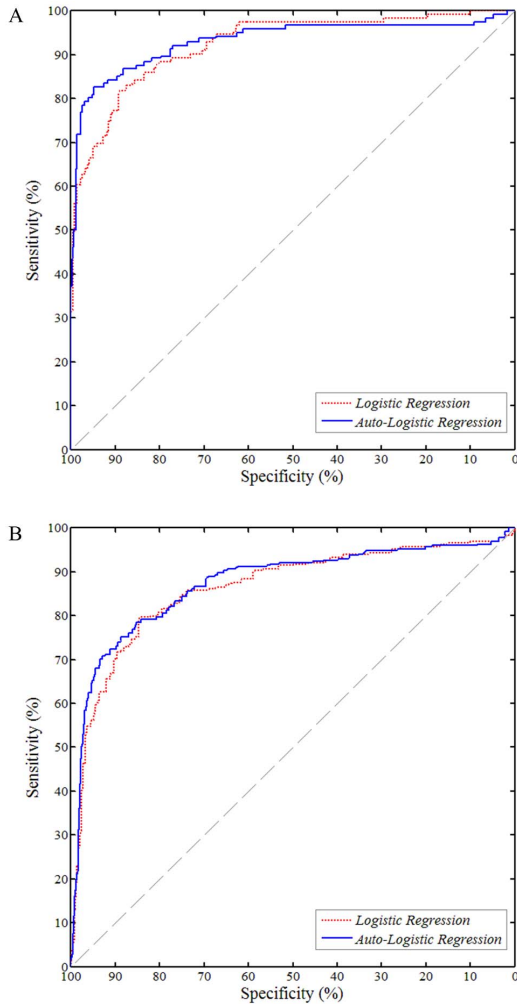 A
100
90
80
70
60
50
40
30
20
10
0
Sensitivity (%)
Logistic Regression
Auto-Logistic Regression
100 90 80 70 60 50 40 30 20 10 0
Specificity (%)
B
100
90
80
70
60
50
40
30
20
10
0
Sensitivity (%)
Logistic Regression
Auto-Logistic Regression
100 90 80 70 60 50 40 30 20 10 0
Specificity (%)